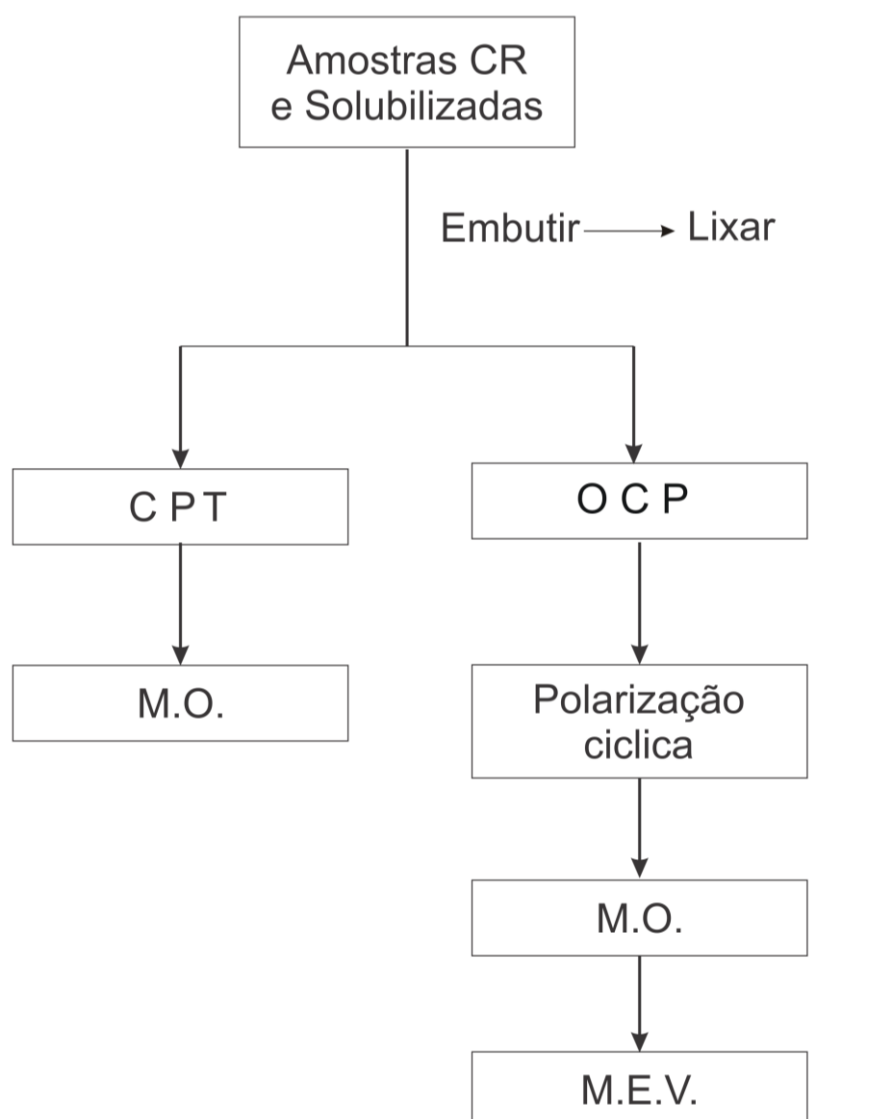 Amostras CR
e Solubilizadas
Embutir Lixar
C P T
O C P
M.O.
Polarização
ciclica
M.O.
M.E.V.